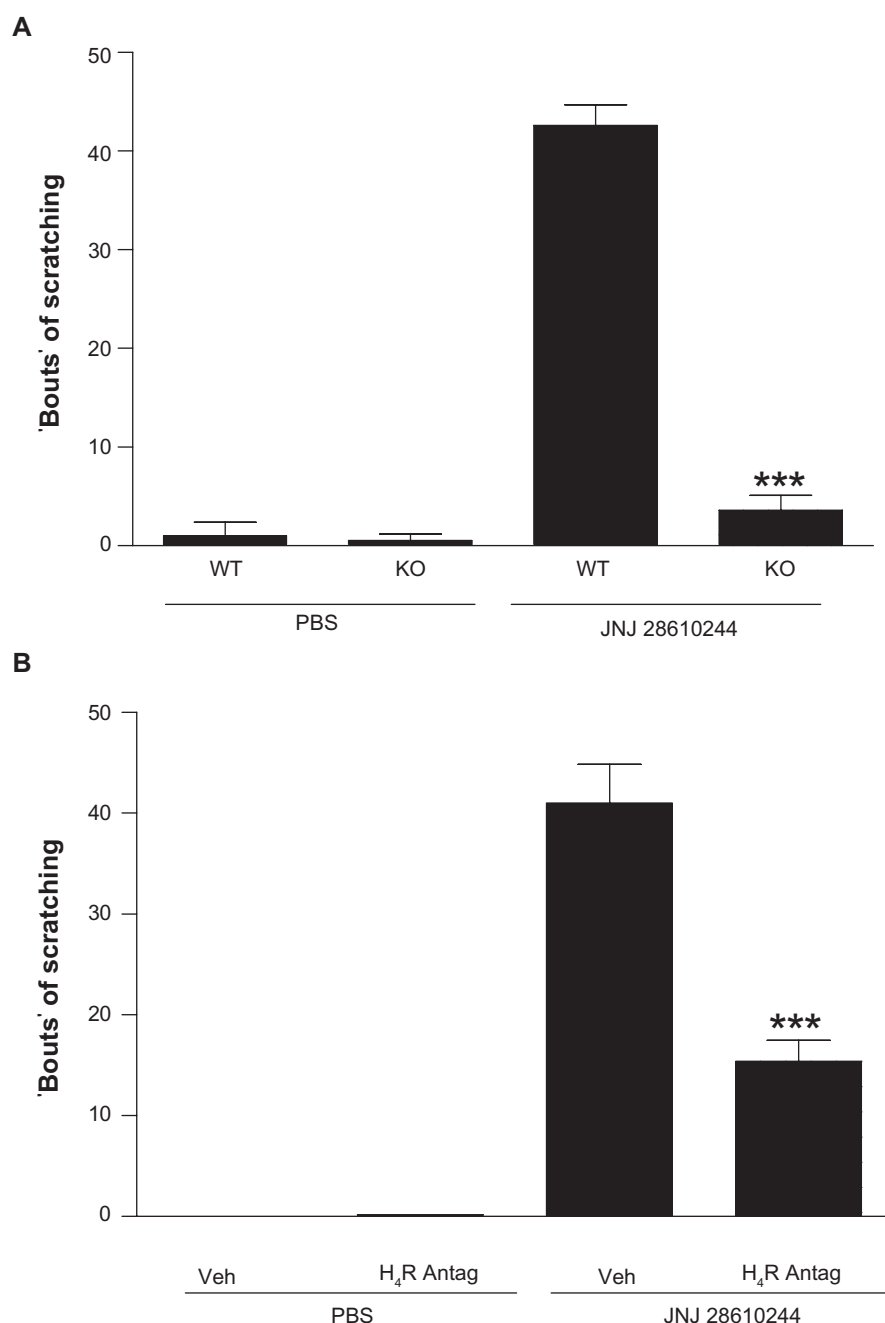 A
50
40
30
20
10
0
'Bouts' of scratching
***
WT KO WT KO
PBS JNJ 28610244
B
50
40
30
20
10
0
'Bouts' of scratching
***
Veh H₄R Antag Veh H₄R Antag
PBS JNJ 28610244